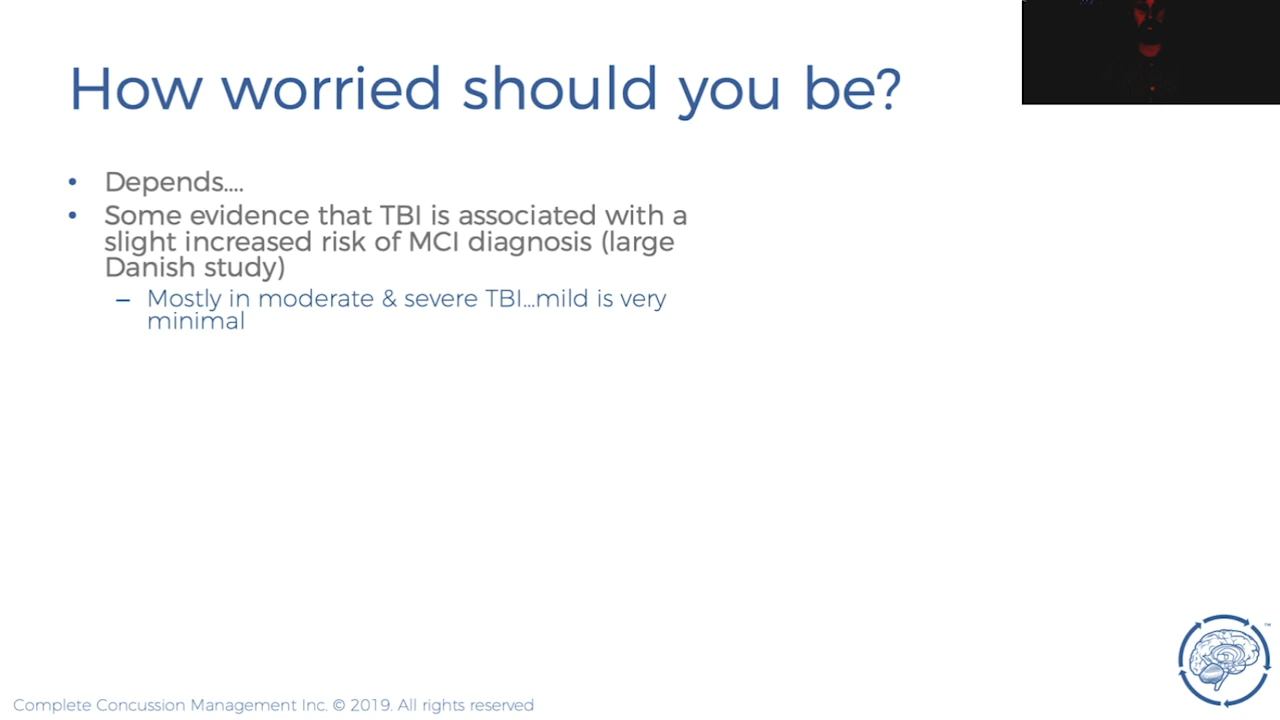 How worried should you be?
• Depends....
• Some evidence that TBI is associated with a
slight increased risk of MCI diagnosis (large
Danish study)
– Mostly in moderate & severe TBI...mild is very
minimal
TM
Complete Concussion Management Inc. © 2019. All rights reserved